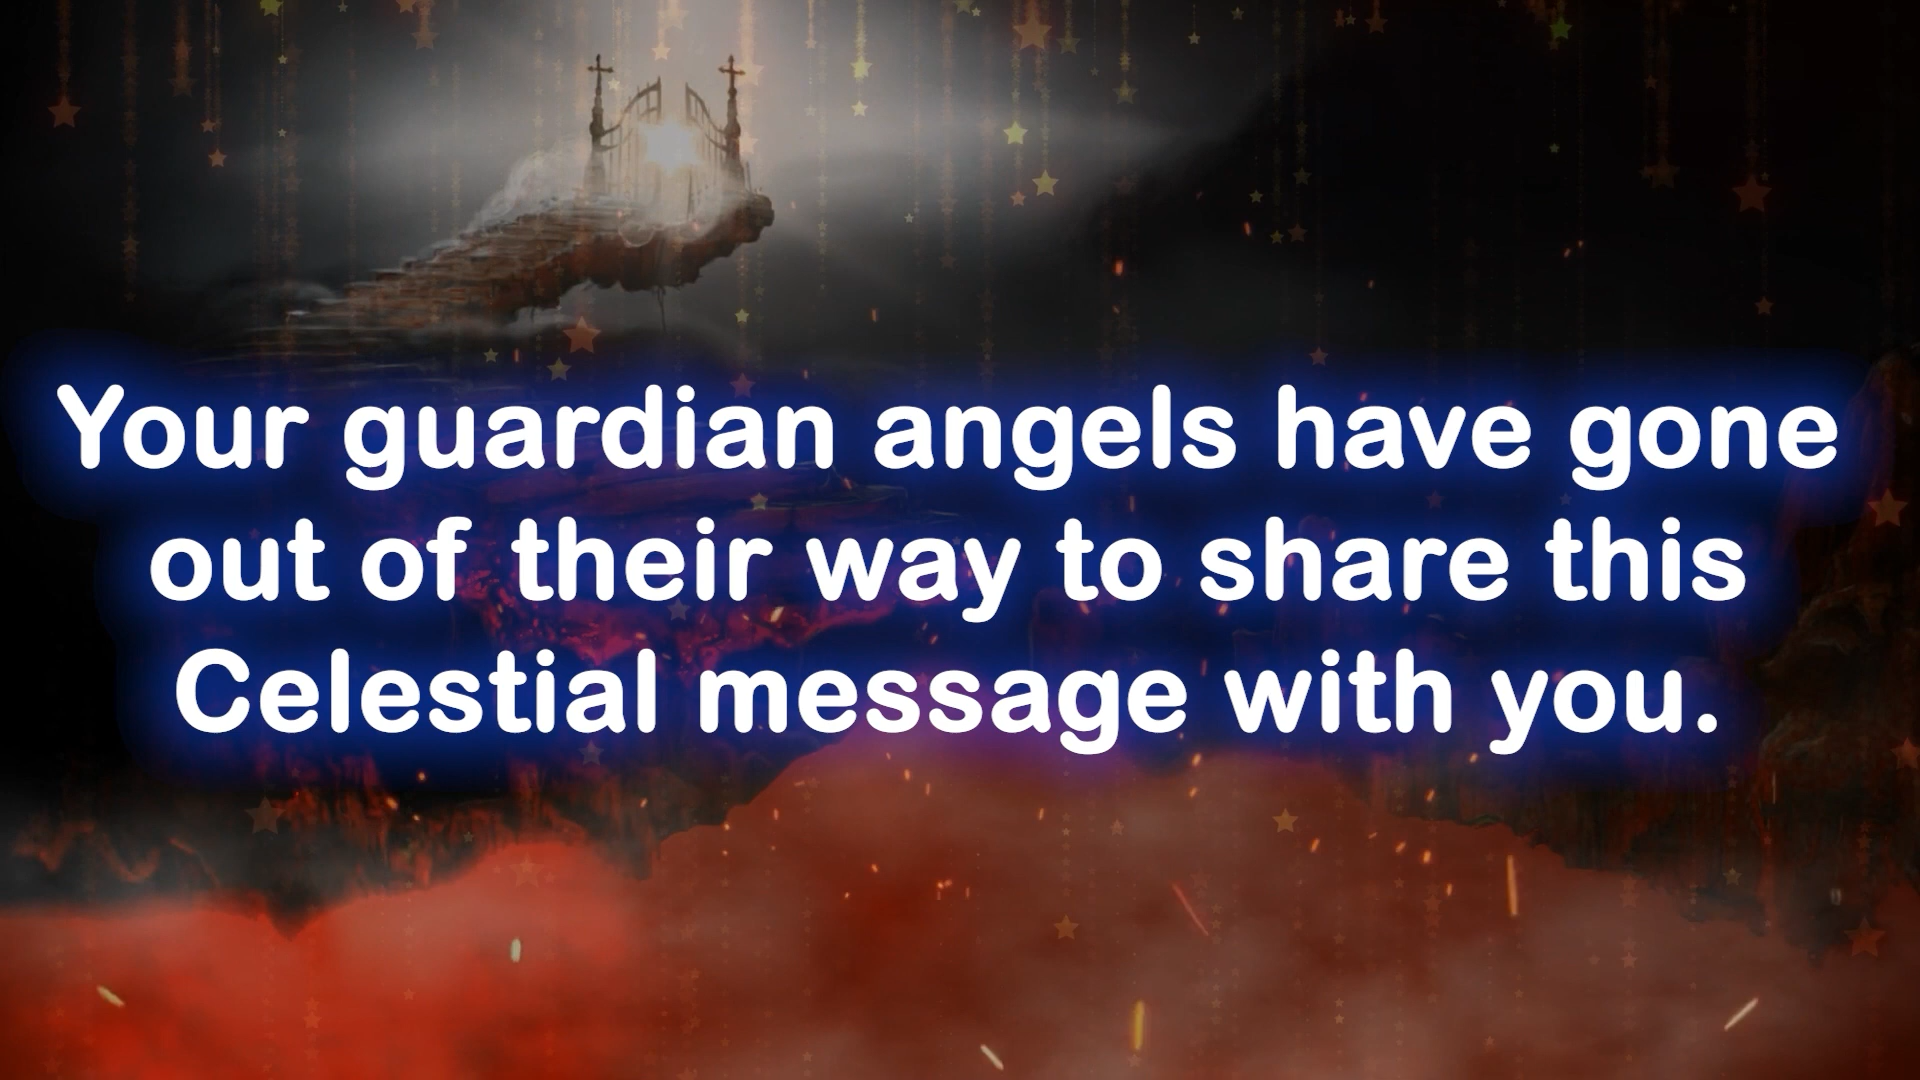 Your guardian angels have gone
out of their way to share this
Celestial message with you.